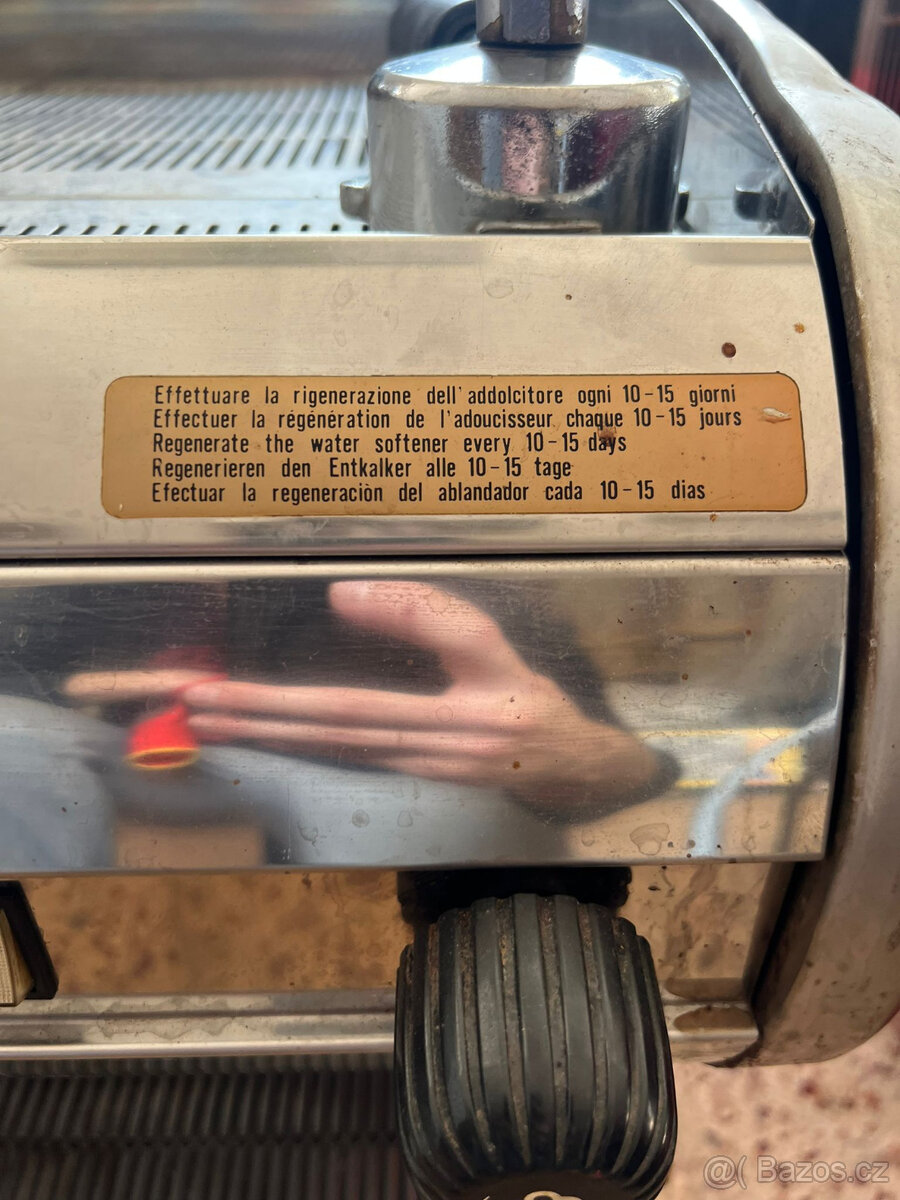 Effettuare la rigenerazione dell'addolcitore ogni 10-15 giorni
Effectuer la régénération de l'adoucisseur chaque 10-15 jours
Regenerate the water softener every 10-15 days
Regenerieren den Entkalker alle 10-15 tage
Efectuar la regeneraciòn del ablandador cada 10-15 dias
@( Bazos.cz